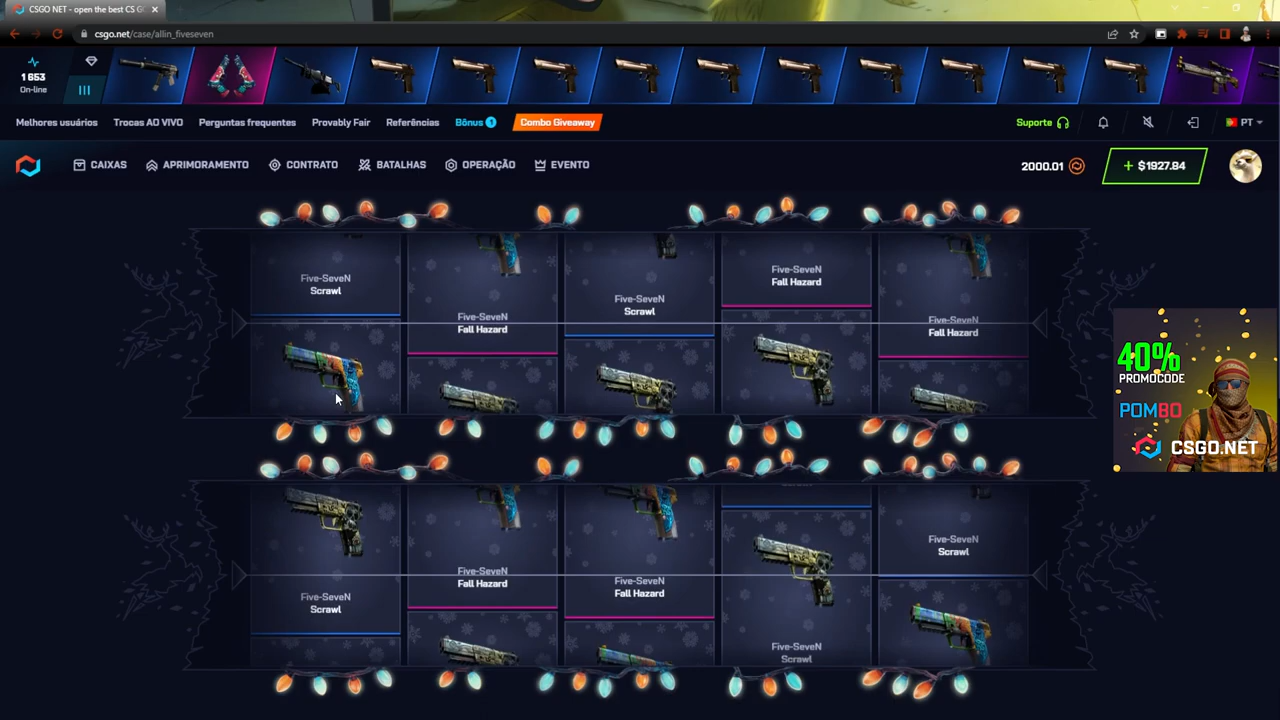 CSGO NET - open the best CS G
csgo.net/case/allin_fiveseven
1 653
On-line
Melhores usuários
Trocas AO VIVO
Perguntas frequentes
Provably Fair
Referências
Bônus
Combo Giveaway
Suporte
PT
CAIXAS
APRIMORAMENTO
CONTRATO
BATALHAS
OPERAÇÃO
EVENTO
2000.01
+ $1927.84
Five-SeveN
Scrawl
Five-SeveN
Fall Hazard
Five-SeveN
Scrawl
Five-SeveN
Fall Hazard
Five-SeveN
Fall Hazard
40%
PROMOCODE
POMBO
CSGO.NET
Five-SeveN
Scrawl
Five-SeveN
Fall Hazard
Five-SeveN
Fall Hazard
Five-SeveN
Scrawl
Five-SeveN
Scrawl